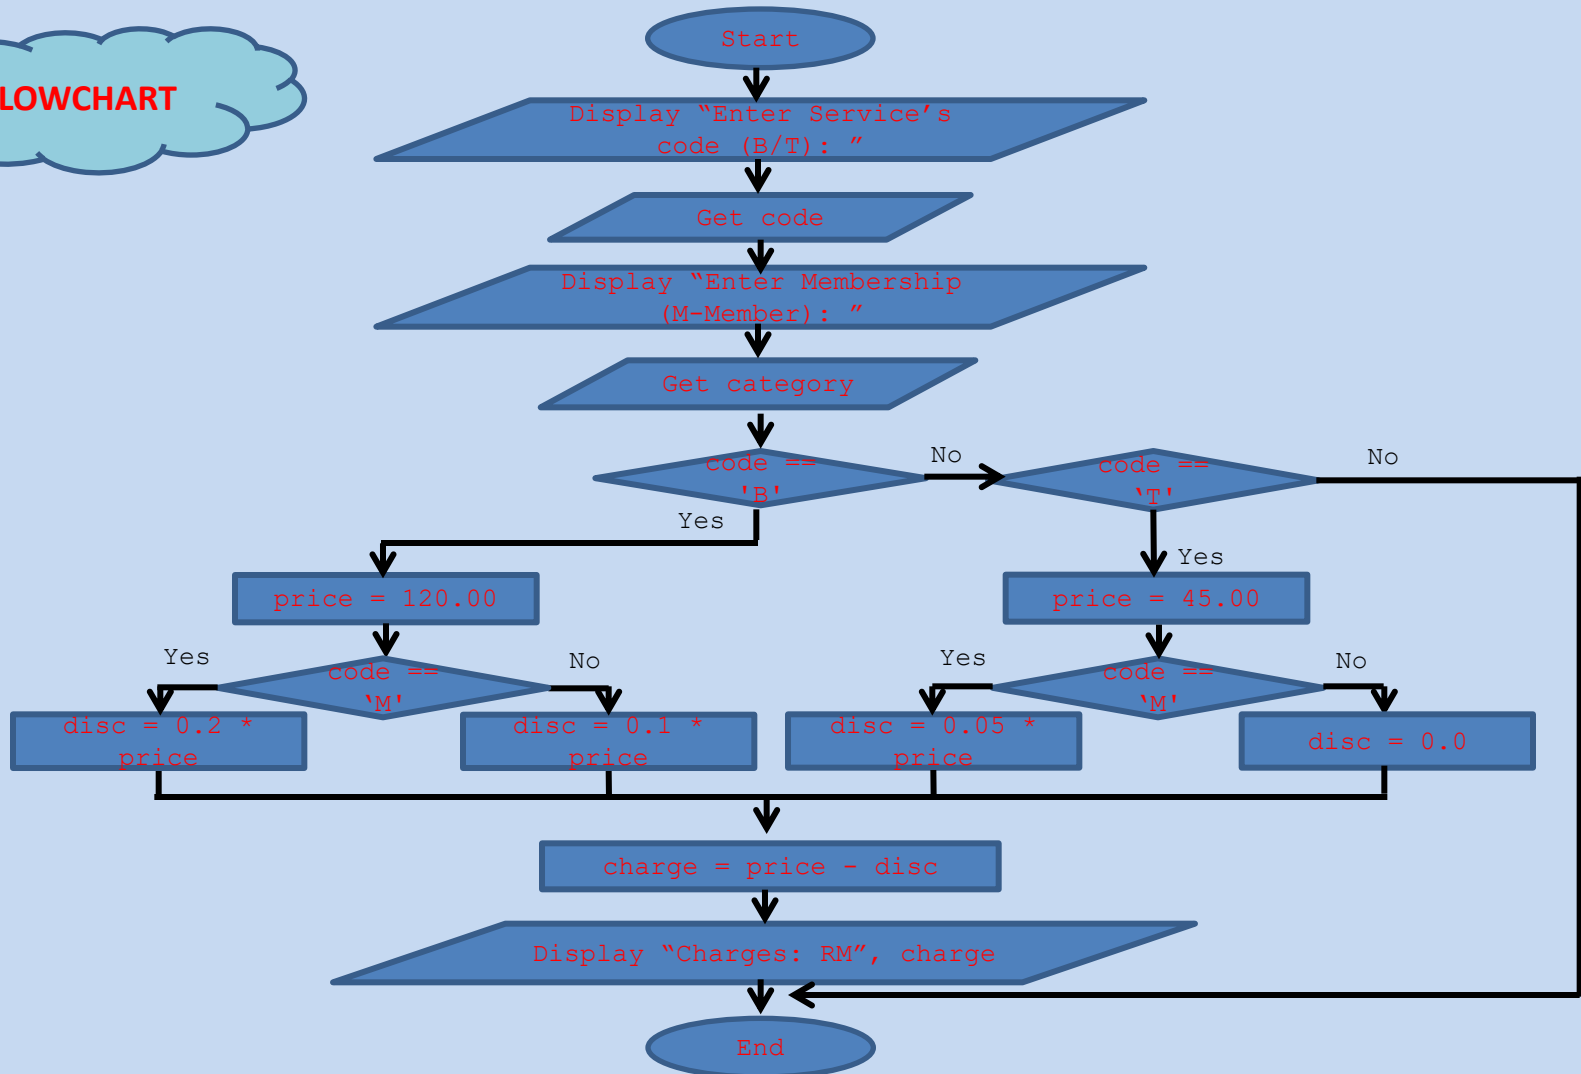 LOWCHART
Start
Display “Enter Service’s
code (B/T): ”
Get code
Display “Enter Membership
(M-Member): ”
Get category
code ==
'B'
No
code ==
‘T'
No
Yes
Yes
price = 120.00
price = 45.00
Yes
code ==
‘M'
No
Yes
code ==
‘M'
No
disc = 0.2 *
price
disc = 0.1 *
price
disc = 0.05 *
price
disc = 0.0
charge = price - disc
Display “Charges: RM”, charge
End